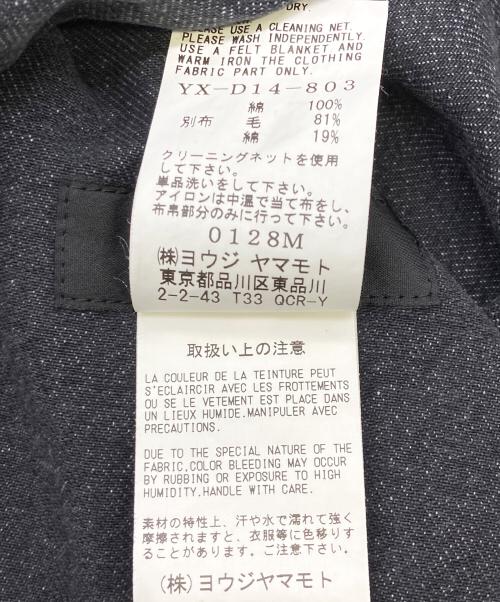 DRY.
PLEASE USE A CLEANING NET.
PLEASE WASH INDEPENDENTLY.
USE A FELT BLANKET AND
WARM IRON THE CLOTHING
FABRIC PART ONLY.
YX-D14-803
綿 100%
別布 毛 81%
綿 19%
クリーニングネットを使用
して下さい。
単品洗いをして下さい。
アイロンは中温で当て布をし、
布帛部分のみに行って下さい。
0128M
㈱ヨウジ ヤマモト
東京都品川区東品川
2-2-43 T33 QCR-Y
取扱い上の注意
LA COULEUR DE LA TEINTURE PEUT
S'ECLAIRCIR AVEC LES FROTTEMENTS
OU SE LE VETEMENT EST PLACE DANS
UN LIEUX HUMIDE.MANIPULER AVEC
PRECAUTIONS.
DUE TO THE SPECIAL NATURE OF THE
FABRIC,COLOR BLEEDING MAY OCCUR
BY RUBBING OR EXPOSURE TO HIGH
HUMIDITY.HANDLE WITH CARE.
素材の特性上、汗や水で濡れて強く
摩擦されますと、衣服等に色移りす
ることがあります。ご注意下さい。
(株)ヨウジヤマモト